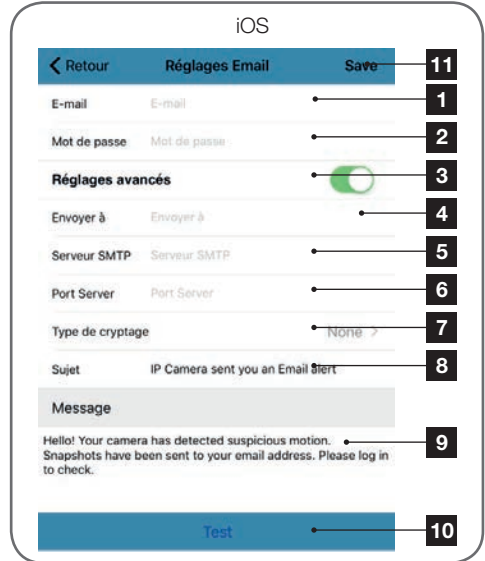 iOS
Retour Réglages Email Save 11
E-mail E-mail 1
Mot de passe Mot de passe 2
Réglages avancés 3
Envoyer à Envoyer à 4
Serveur SMTP Serveur SMTP 5
Port Server Port Server 6
Type de cryptage None 7
Sujet IP Camera sent you an Email alert 8
Message
Hello! Your camera has detected suspicious motion. 9
Snapshots have been sent to your email address. Please log in
to check.
Test 10